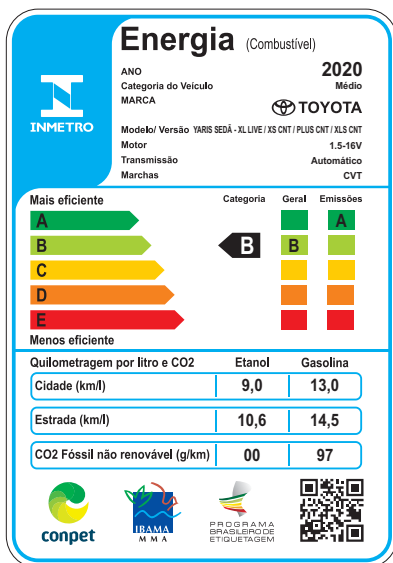 Energia (Combustível)
ANO 2020
Categoria do Veículo Médio
MARCA TOYOTA
INMETRO
Modelo/ Versão YARIS SEDÃ - XL LIVE / XS CNT / PLUS CNT / XLS CNT
Motor 1.5-16V
Transmissão Automático
Marchas CVT
Mais eficiente Categoria Geral Emissões
A A
B B B
C
D
E
Menos eficiente
Quilometragem por litro e CO2 Etanol Gasolina
Cidade (km/l) 9,0 13,0
Estrada (km/l) 10,6 14,5
CO2 Fóssil não renovável (g/km) 00 97
conpet
IBAMA
MMA
PROGRAMA
BRASILEIRO DE
ETIQUETAGEM